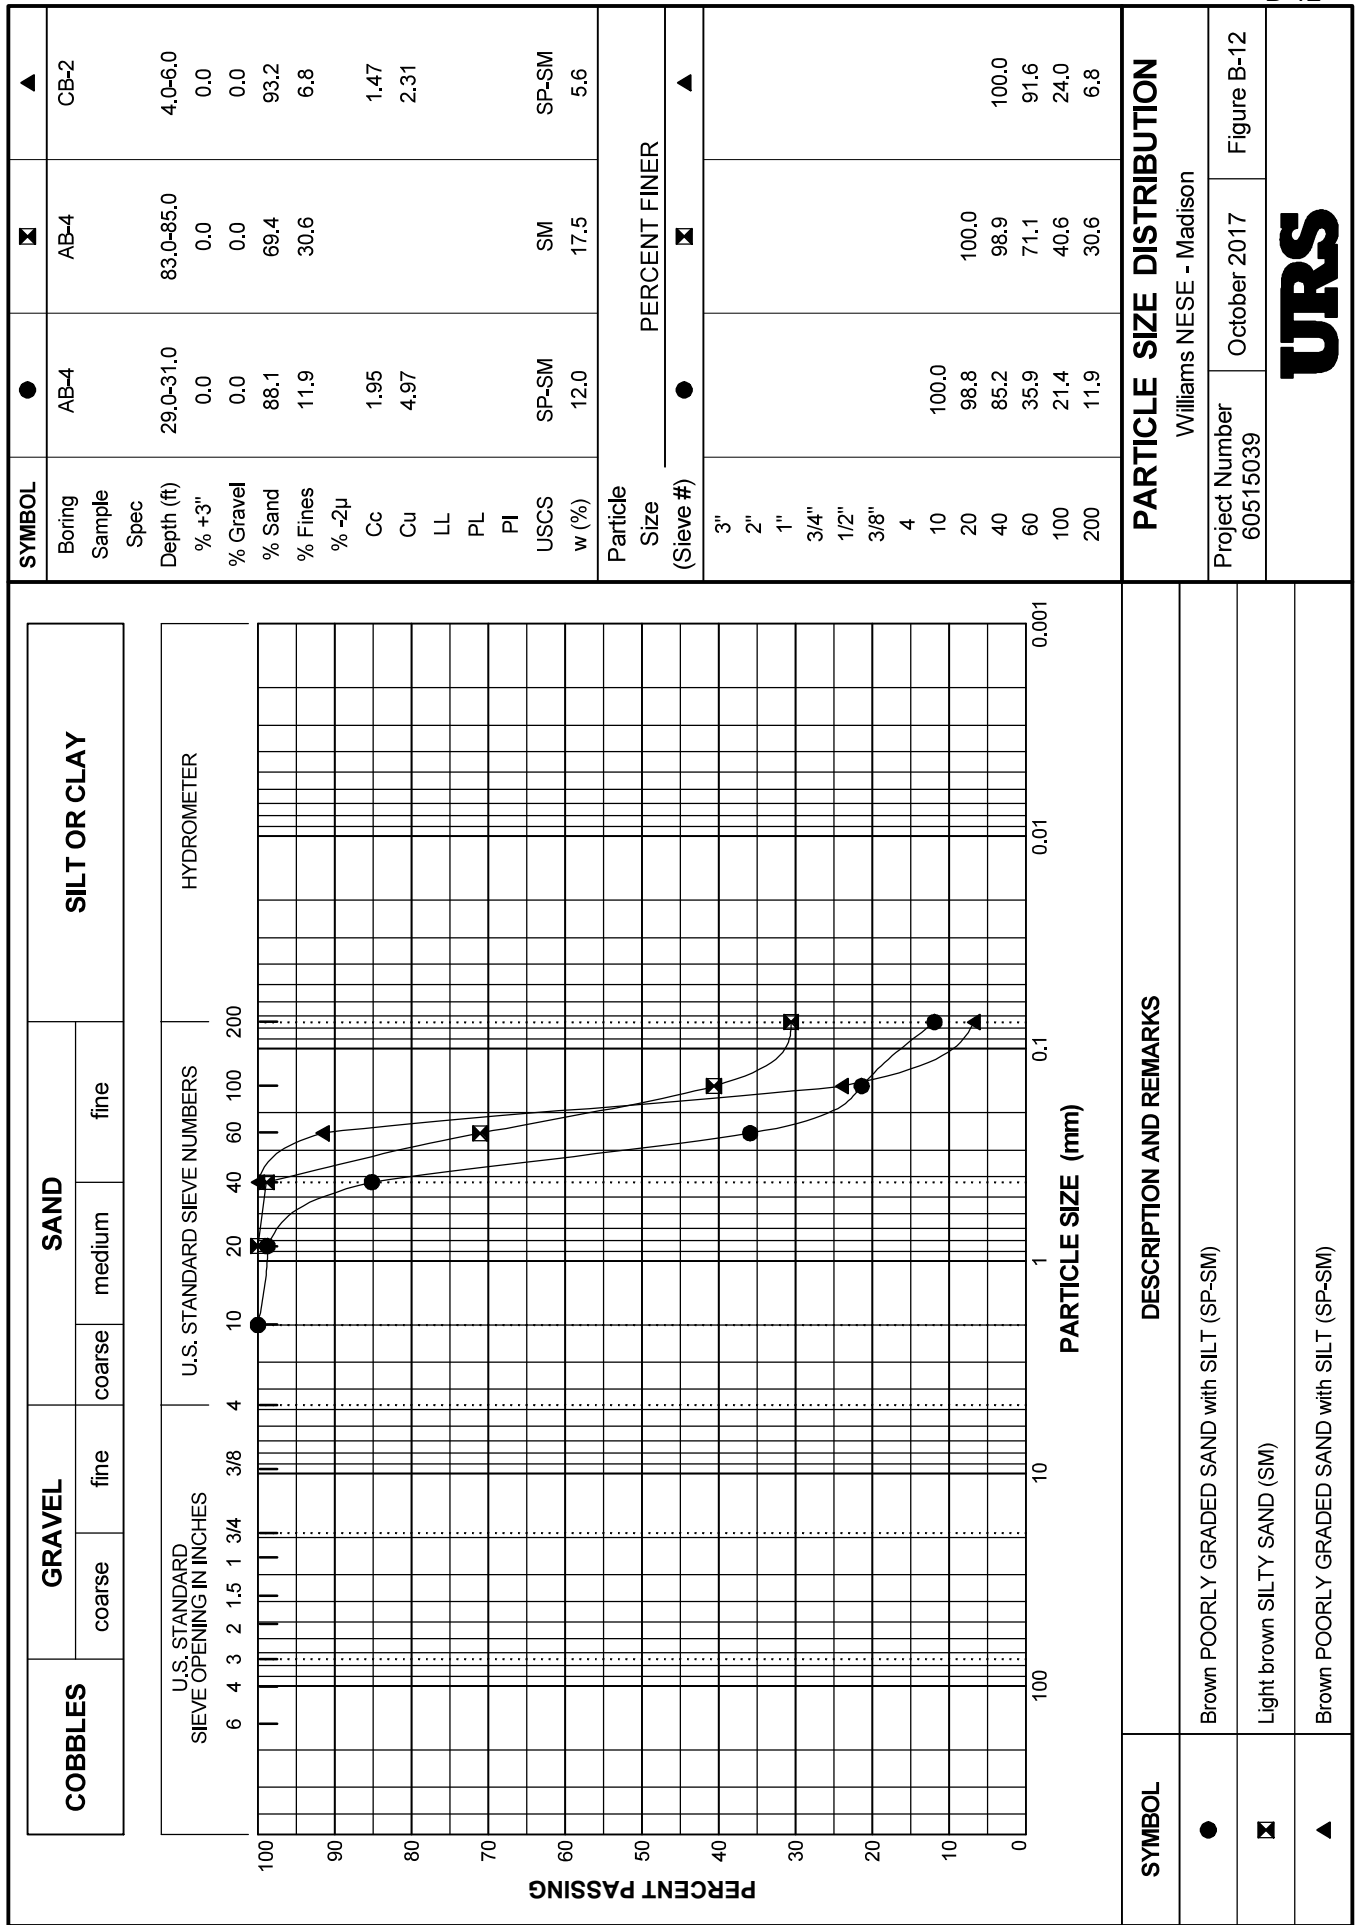 COBBLES
GRAVEL
SAND
SILT OR CLAY
coarse fine coarse medium fine
U.S. STANDARD
SIEVE OPENING IN INCHES
U.S. STANDARD SIEVE NUMBERS
HYDROMETER
6 4 3 2 1.5 1 3/4 3/8 4 10 20 40 60 100 200
100
90
80
70
60
50
40
30
20
10
0
PERCENT PASSING
100 10 1 0.1 0.01 0.001
PARTICLE SIZE (mm)
SYMBOL DESCRIPTION AND REMARKS
● Brown POORLY GRADED SAND with SILT (SP-SM)
Light brown SILTY SAND (SM)
▲ Brown POORLY GRADED SAND with SILT (SP-SM)
SYMBOL ● ▲
Boring AB-4 AB-4 CB-2
Sample
Spec
Depth (ft) 29.0-31.0 83.0-85.0 4.0-6.0
% +3" 0.0 0.0 0.0
% Gravel 0.0 0.0 0.0
% Sand 88.1 69.4 93.2
% Fines 11.9 30.6 6.8
% -2µ
Cc 1.95 1.47
Cu 4.97 2.31
LL
PL
PI
USCS SP-SM SM SP-SM
w (%) 12.0 17.5 5.6
Particle
Size
(Sieve #)
PERCENT FINER
● ▲
3"
2"
1"
3/4"
1/2"
3/8"
4
10 100.0
20 98.8 100.0
40 85.2 98.9 100.0
60 35.9 71.1 91.6
100 21.4 40.6 24.0
200 11.9 30.6 6.8
PARTICLE SIZE DISTRIBUTION
Williams NESE - Madison
Project Number
60515039
October 2017
Figure B-12
URS